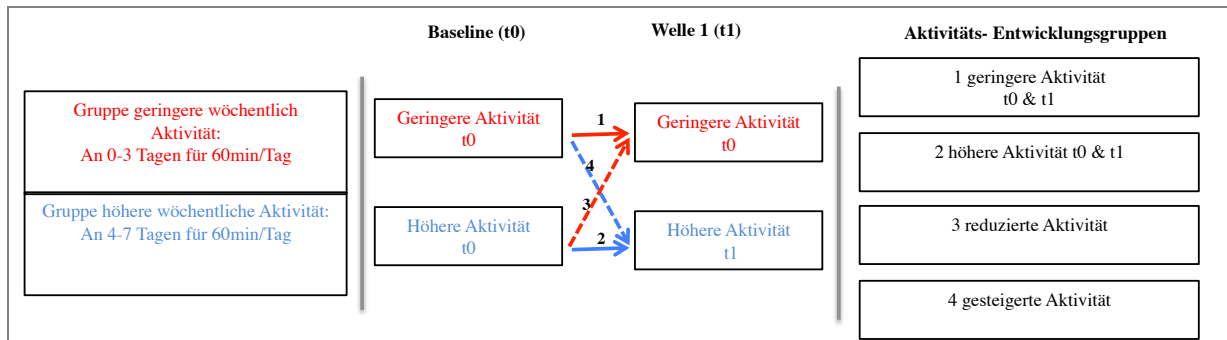 Baseline (t0)
Welle 1 (t1)
Aktivitäts- Entwicklungsgruppen
Gruppe geringere wöchentlich
Aktivität:
An 0-3 Tagen für 60min/Tag
Gruppe höhere wöchentliche Aktivität:
An 4-7 Tagen für 60min/Tag
Geringere Aktivität
t0
Höhere Aktivität
t0
1
4
3
2
Geringere Aktivität
t0
Höhere Aktivität
t1
1 geringere Aktivität
t0 & t1
2 höhere Aktivität t0 & t1
3 reduzierte Aktivität
4 gesteigerte Aktivität